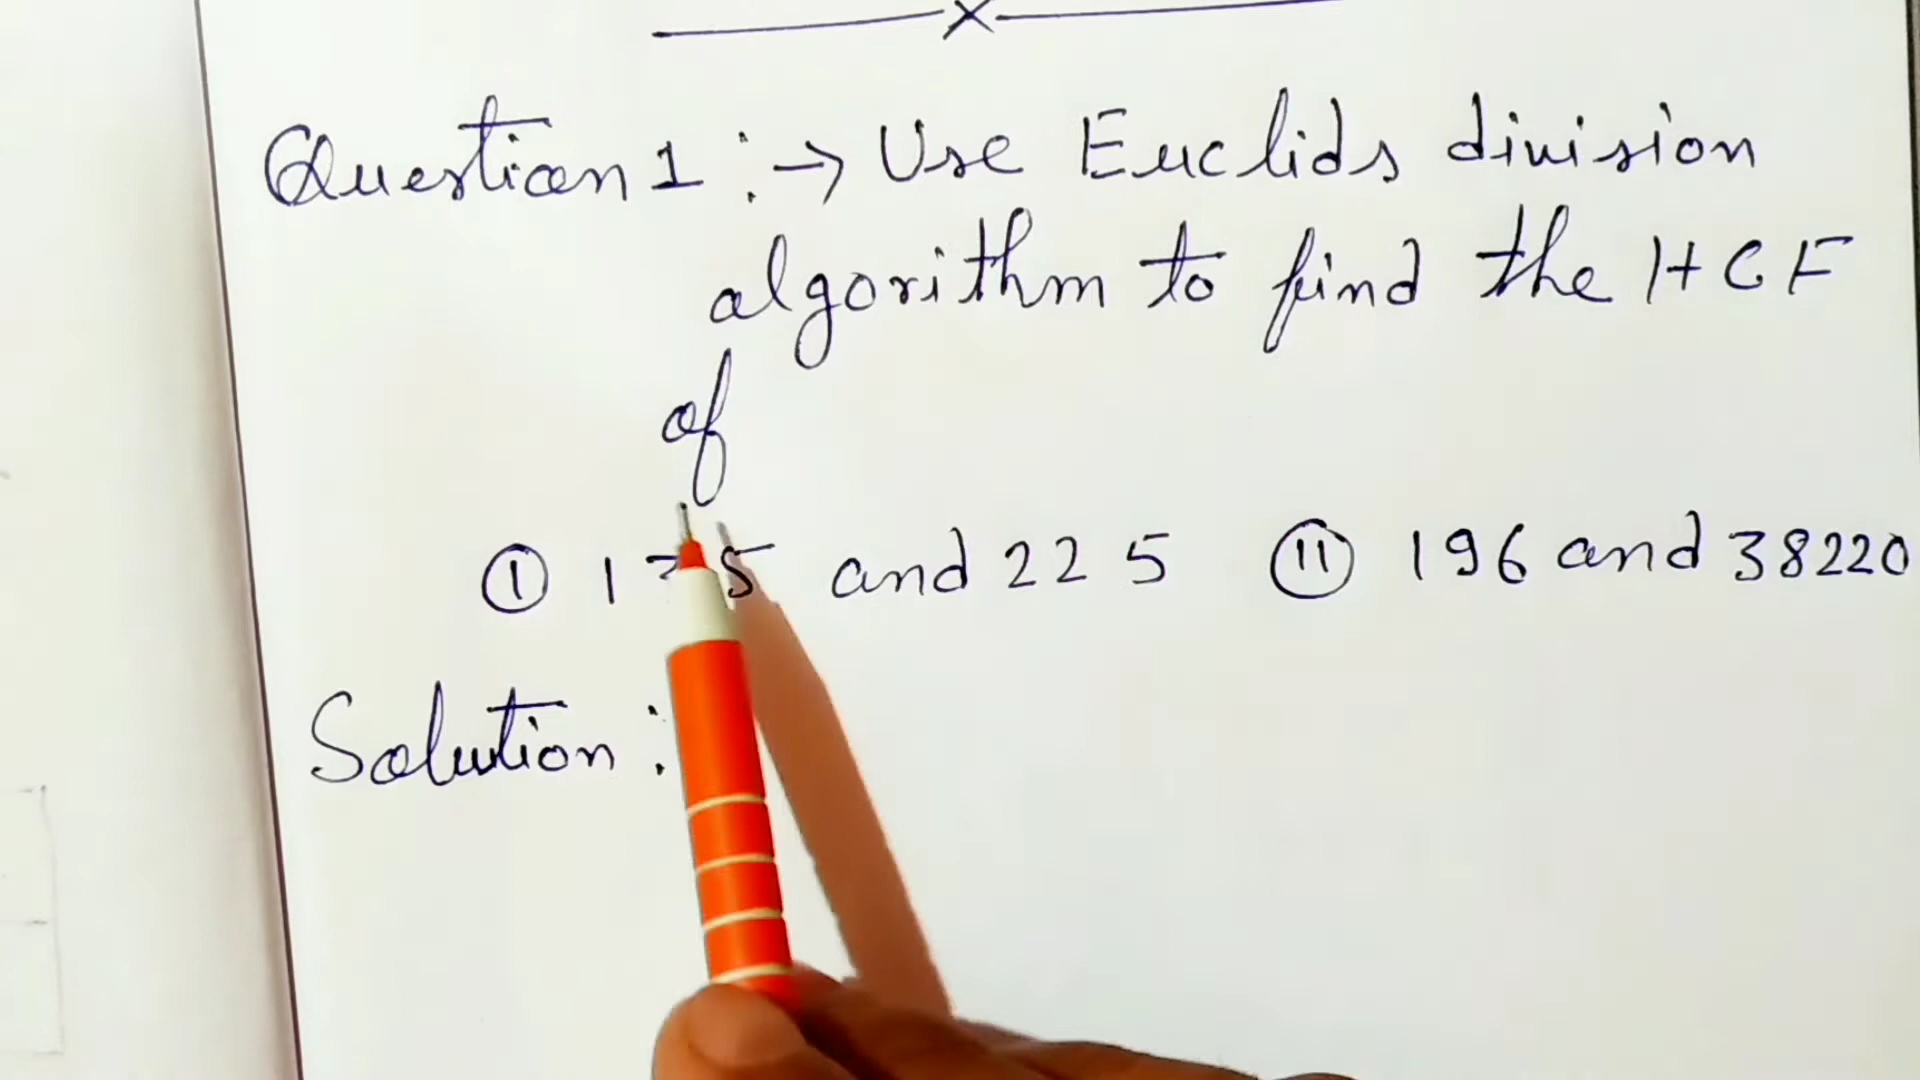 Question 1 :→ Use Euclids division
algorithm to find the HCF
of
(I) and 225 (II) 196 and 38220
Solution :